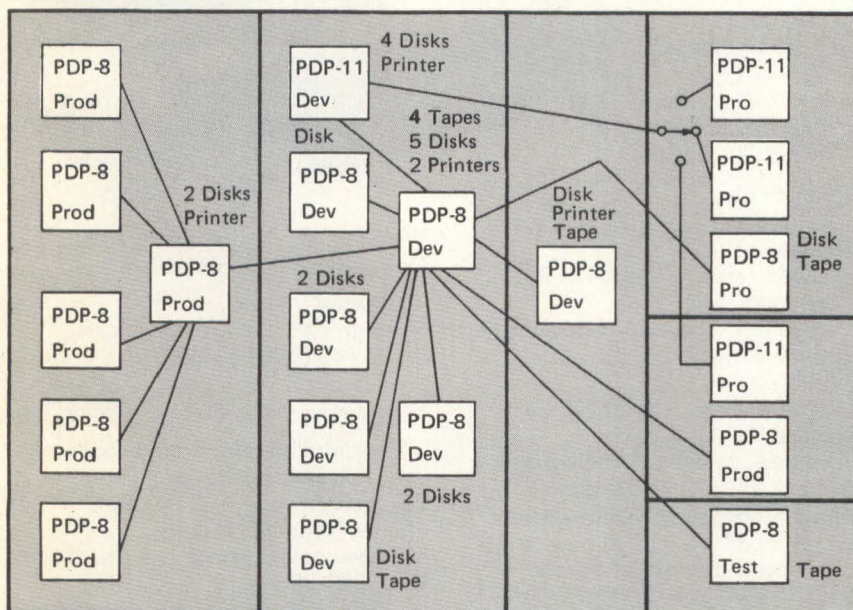 PDP-8
Prod
PDP-8
Prod
PDP-8
Prod
PDP-8
Prod
PDP-8
Prod
2 Disks
Printer
PDP-8
Prod
PDP-11
Dev
4 Disks
Printer
Disk
PDP-8
Dev
4 Tapes
5 Disks
2 Printers
PDP-8
Dev
2 Disks
PDP-8
Dev
PDP-8
Dev
PDP-8
Dev
2 Disks
PDP-8
Dev
Disk
Tape
Disk
Printer
Tape
PDP-8
Dev
PDP-11
Pro
PDP-11
Pro
PDP-8
Pro
Disk
Tape
PDP-11
Pro
PDP-8
Prod
PDP-8
Test
Tape